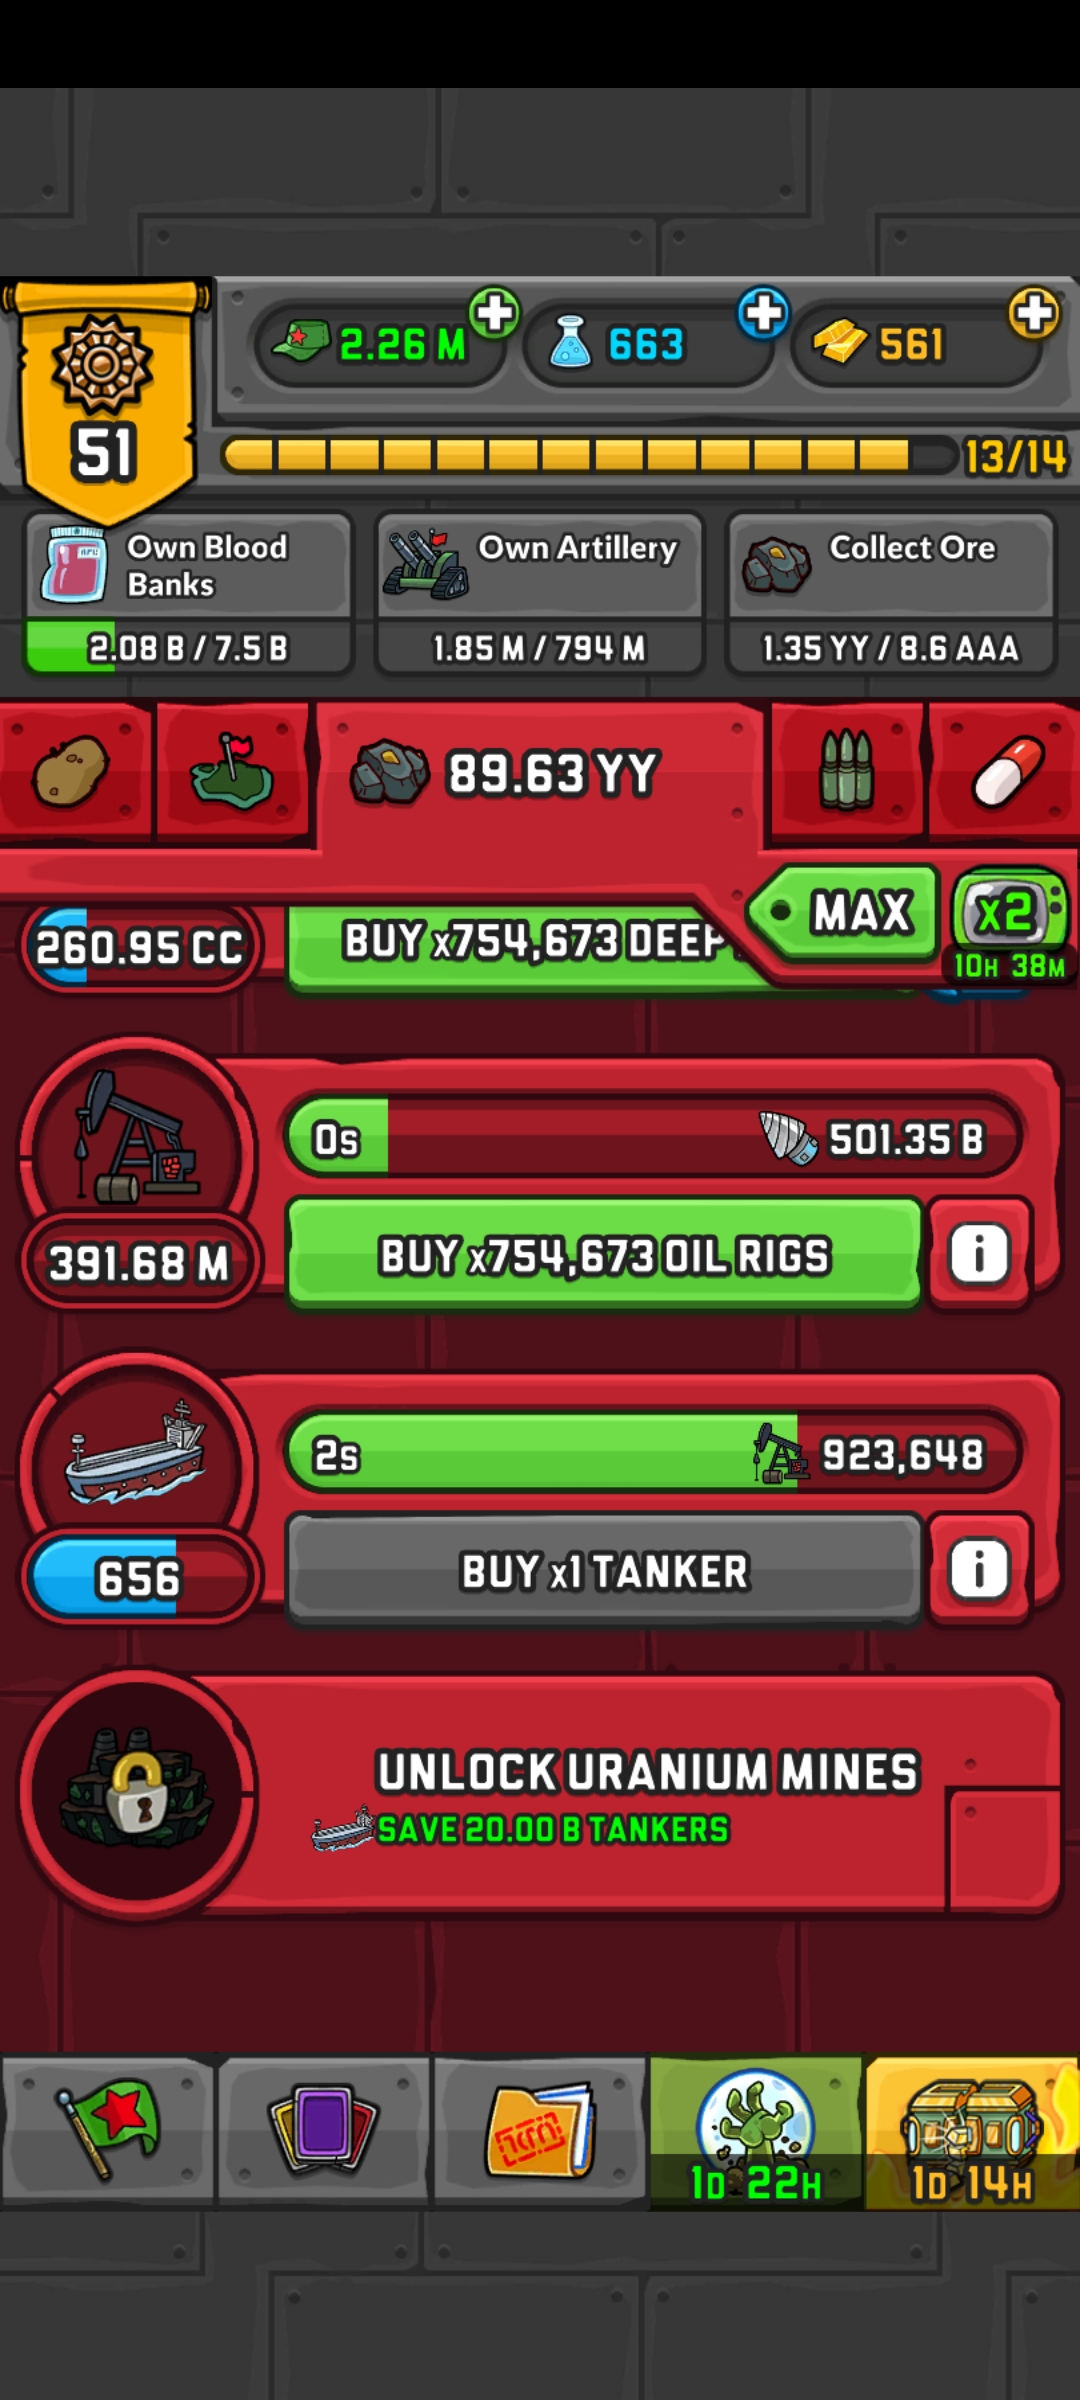 2.26 M
663
561
51
13/14
Own Blood
Banks
2.08 B / 7.5 B
Own Artillery
1.85 M / 794 M
Collect Ore
1.35 YY / 8.6 AAA
89.63 YY
MAX
x2
10H 38M
260.95 CC
BUY x754,673 DEEP
0s
501.35 B
391.68 M
BUY x754,673 OIL RIGS
i
2s
923,648
656
BUY x1 TANKER
i
UNLOCK URANIUM MINES
SAVE 20.00 B TANKERS
1D 22H
1D 14H